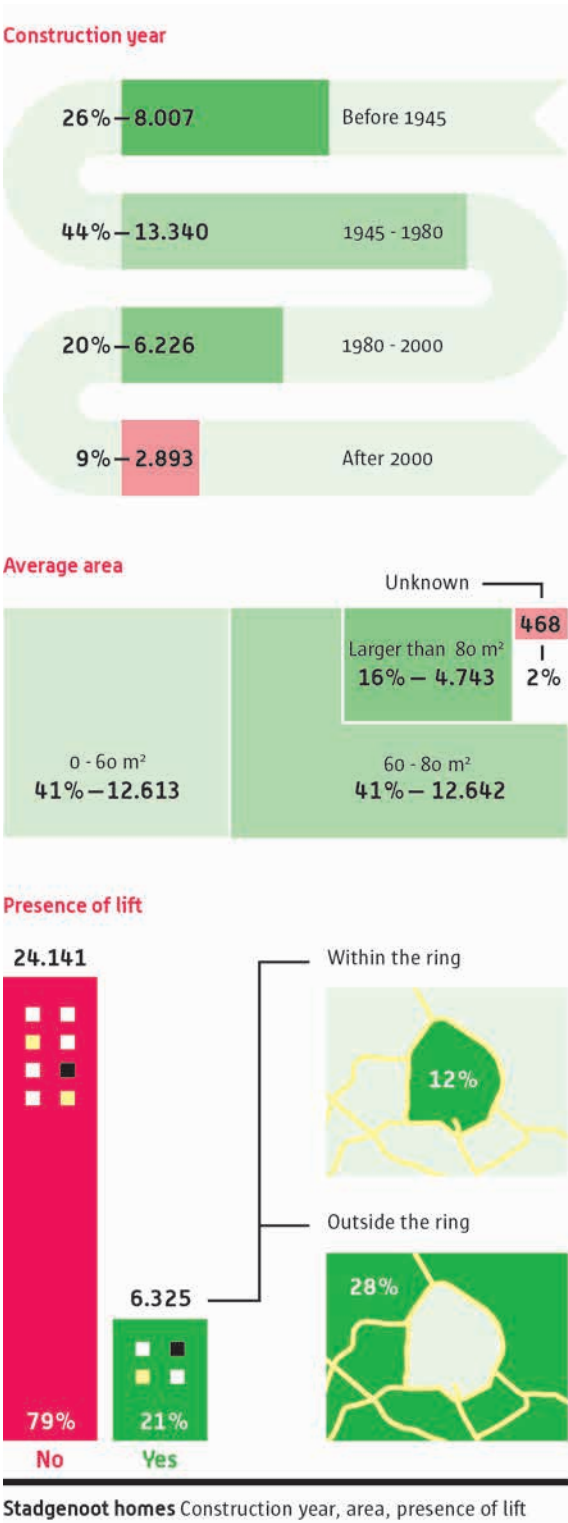 Construction year
26% – 8.007 Before 1945
44% – 13.340 1945 - 1980
20% – 6.226 1980 - 2000
9% – 2.893 After 2000
Average area
Unknown
468
2%
Larger than 80 m²
16% – 4.743
0 - 60 m²
41% – 12.613
60 - 80 m²
41% – 12.642
Presence of lift
24.141
Within the ring
12%
Outside the ring
28%
6.325
79%
21%
No
Yes
Stadgenoot homes Construction year, area, presence of lift